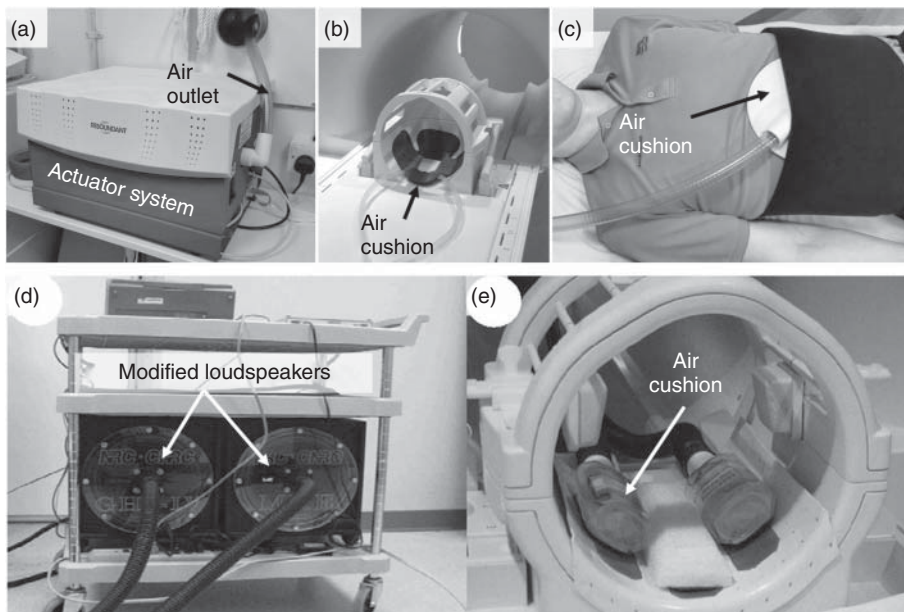 (a)
Air
outlet
RESOUNDANT
Actuator system
(b)
Air
cushion
(c)
Air
cushion
(d)
Modified loudspeakers
(e)
Air
cushion